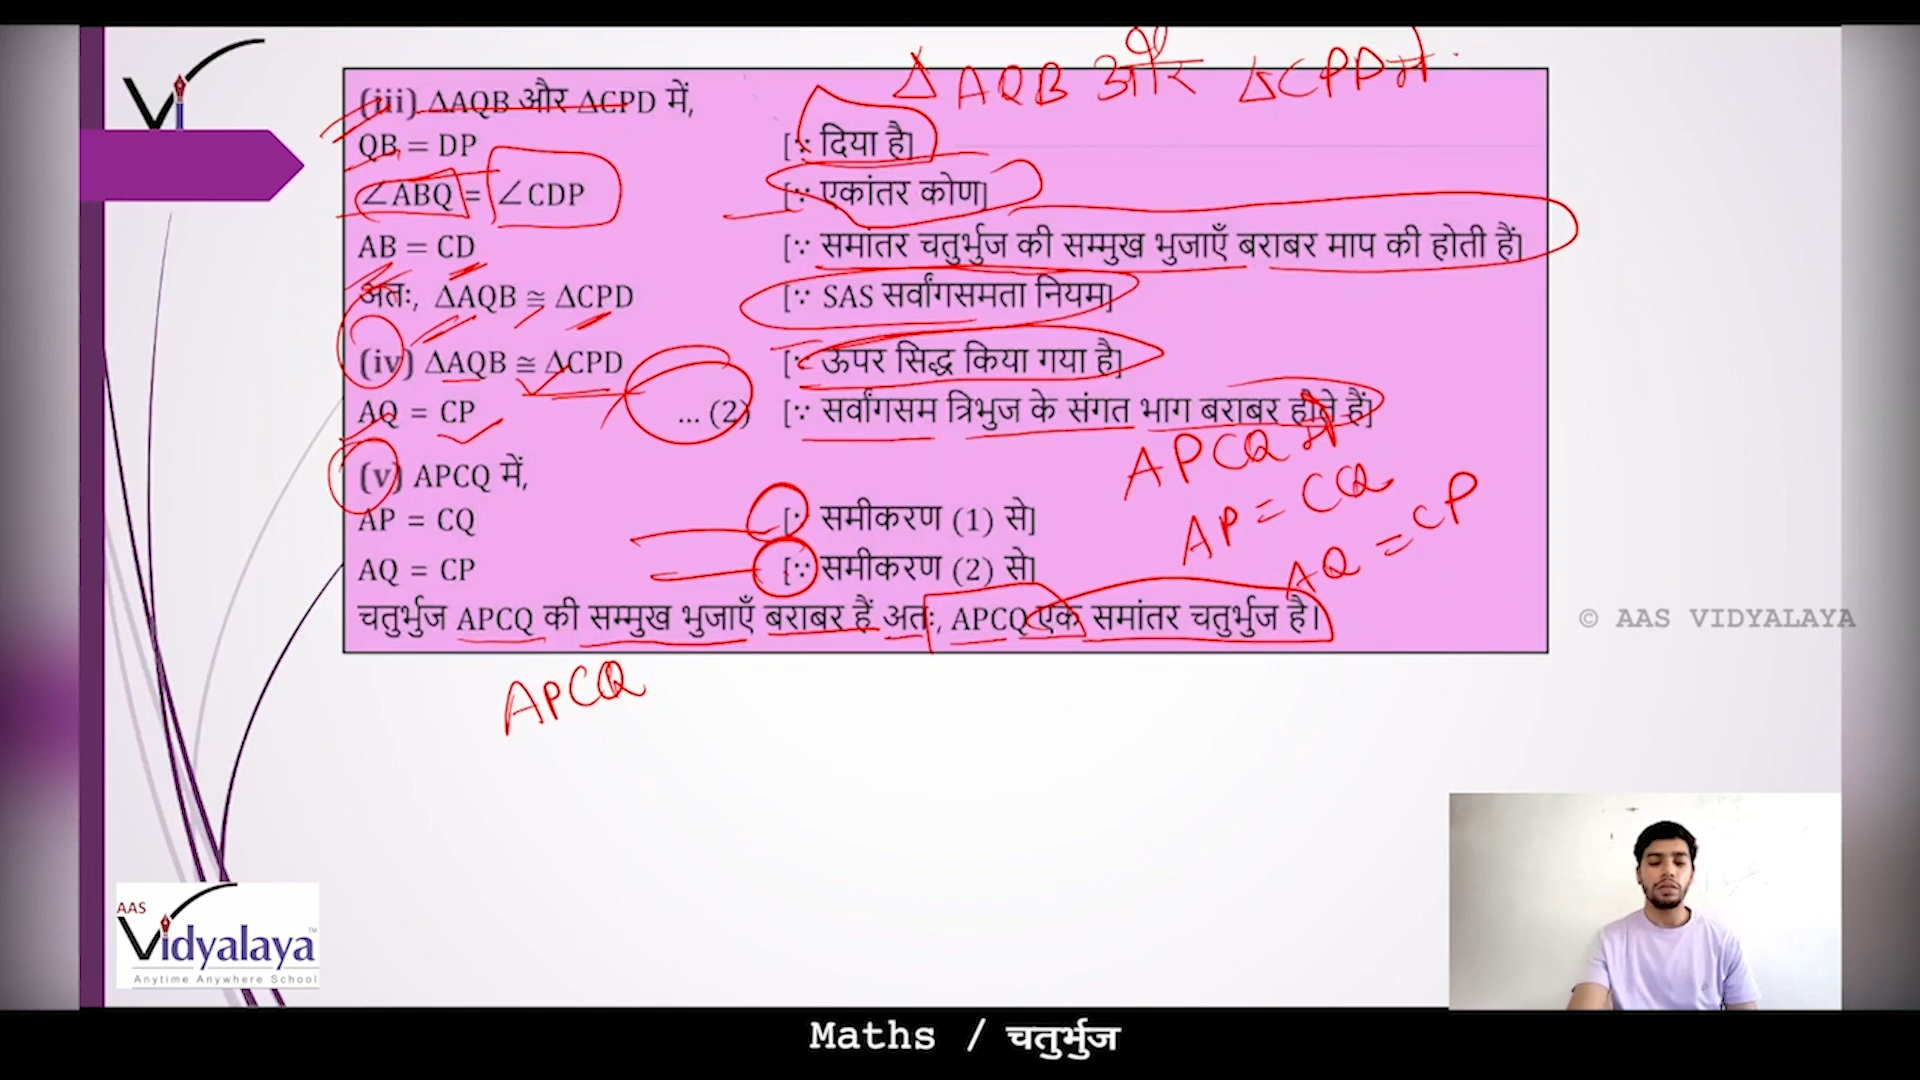 Δ AQB और ΔCPD में
(iii) ΔAQB और ΔCPD में,
QB = DP [∵ दिया है]
∠ABQ = ∠CDP [∵ एकांतर कोण]
AB = CD [∵ समांतर चतुर्भुज की सम्मुख भुजाएँ बराबर माप की होती हैं]
अतः, ΔAQB ≅ ΔCPD [∵ SAS सर्वांगसमता नियम]
(iv) ΔAQB ≅ ΔCPD [∵ ऊपर सिद्ध किया गया है]
AQ = CP ... (2) [∵ सर्वांगसम त्रिभुज के संगत भाग बराबर होते हैं]
APCQ में
(v) APCQ में,
AP = CQ
AP = CQ [∵ समीकरण (1) से]
AQ = CP
AQ = CP [∵ समीकरण (2) से]
चतुर्भुज APCQ की सम्मुख भुजाएँ बराबर हैं अतः, APCQ एक समांतर चतुर्भुज है।
© AAS VIDYALAYA
APCQ
AAS
Vidyalaya
TM
Anytime Anywhere School
Maths / चतुर्भुज